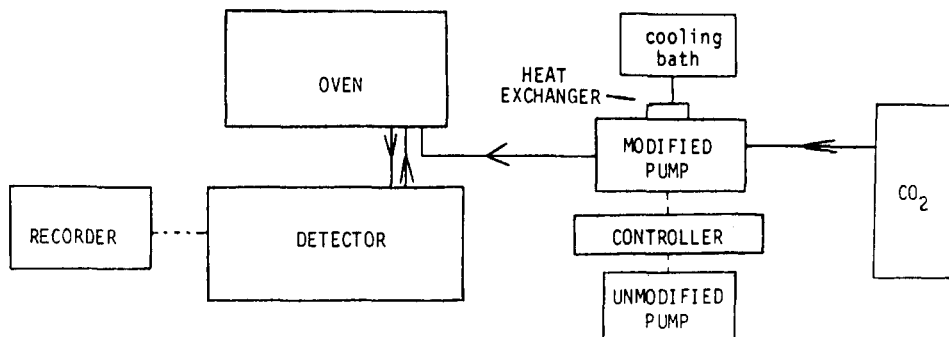 cooling
bath
OVEN
HEAT
EXCHANGER
MODIFIED
PUMP
CO₂
RECORDER
DETECTOR
CONTROLLER
UNMODIFIED
PUMP